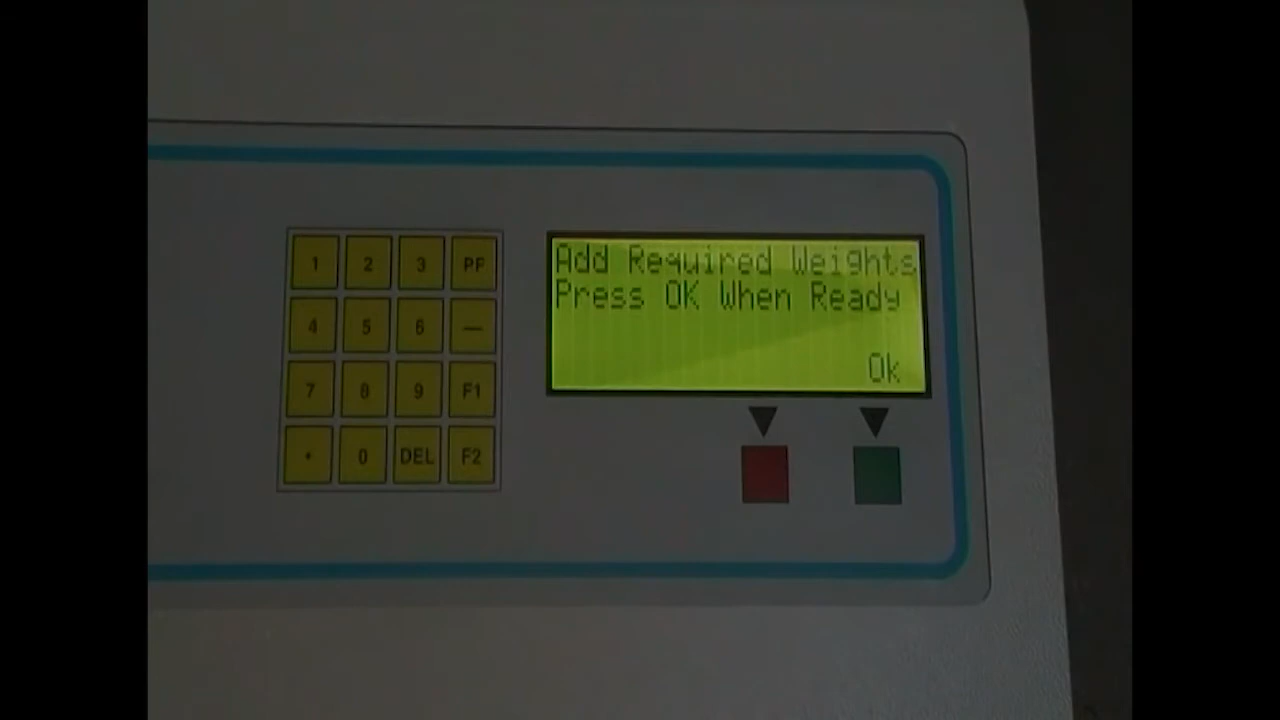 1 2 3 PF
4 5 6 —
7 8 9 F1
• 0 DEL F2
Add Required Weights
Press OK When Ready
Ok